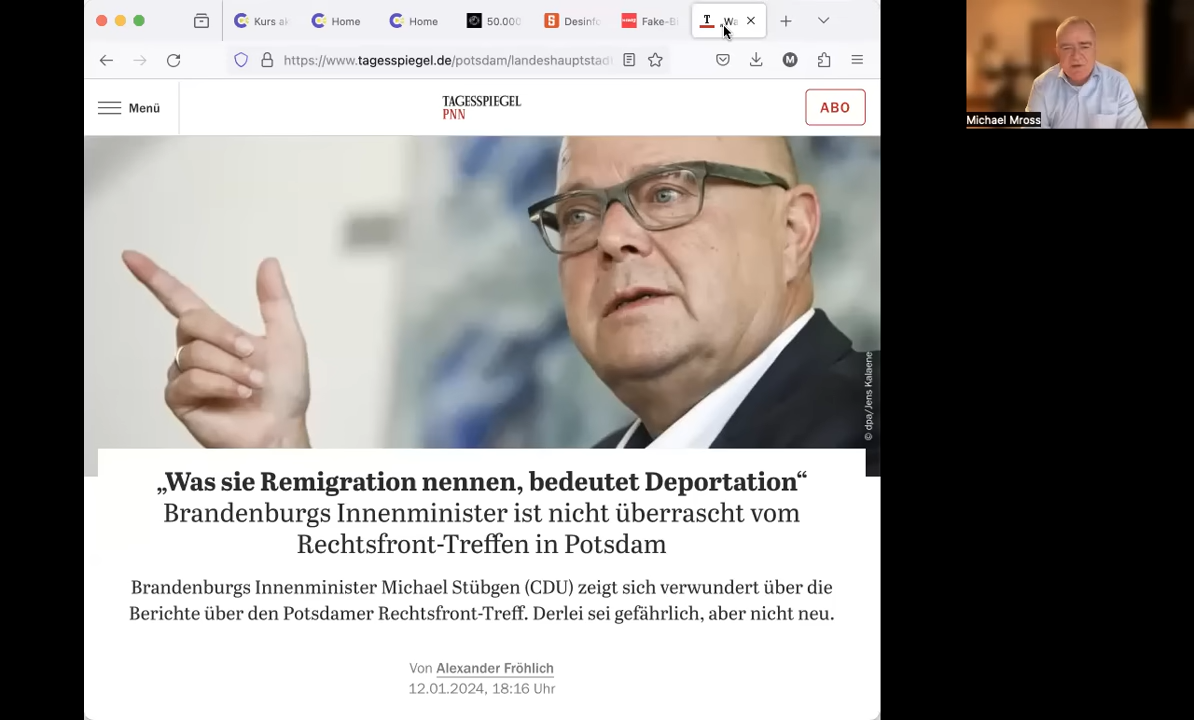 Kurs ak
Home
Home
50.000
Desinf
Fake-B
https://www.tagesspiegel.de/potsdam/landeshauptstad
M
Menü
TAGESSPIEGEL
PNN
ABO
Michael Mross
© dpa/Jens Kalaene
„Was sie Remigration nennen, bedeutet Deportation“
Brandenburgs Innenminister ist nicht überrascht vom
Rechtsfront-Treffen in Potsdam
Brandenburgs Innenminister Michael Stübgen (CDU) zeigt sich verwundert über die
Berichte über den Potsdamer Rechtsfront-Treff. Derlei sei gefährlich, aber nicht neu.
Von Alexander Fröhlich
12.01.2024, 18:16 Uhr